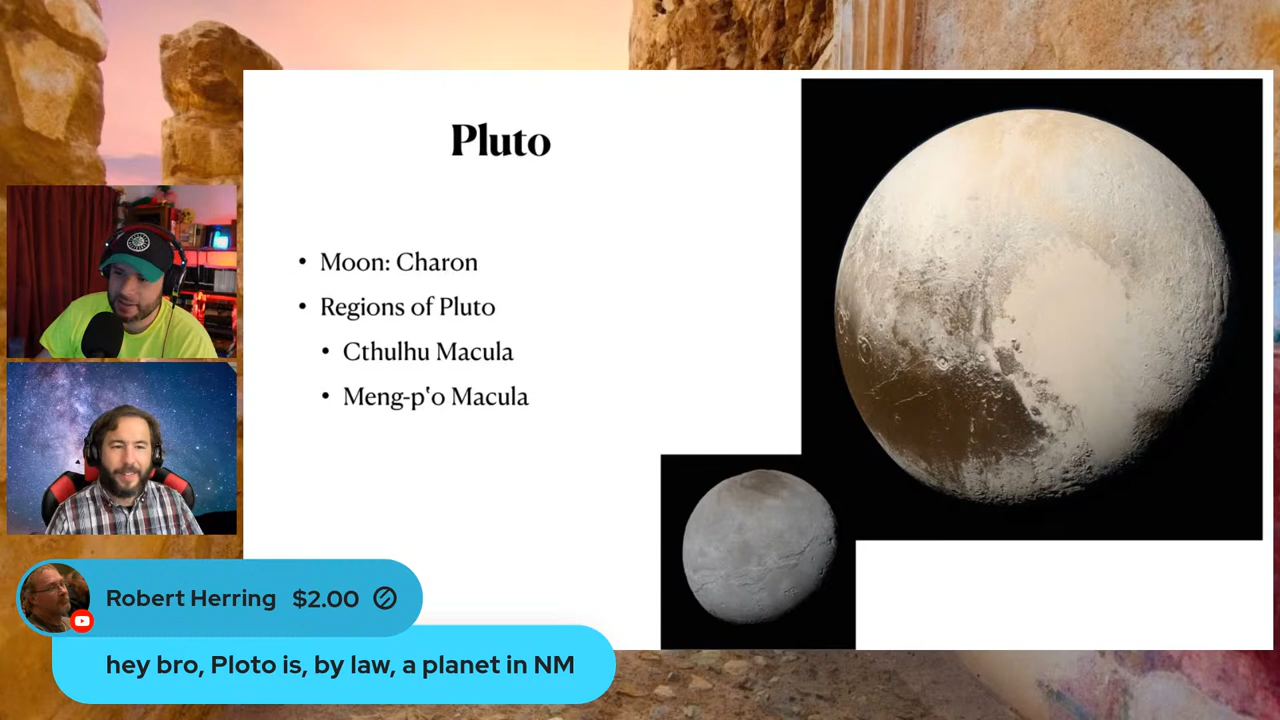 Pluto
• Moon: Charon
• Regions of Pluto
• Cthulhu Macula
• Meng-p‛o Macula
Robert Herring $2.00
hey bro, Ploto is, by law, a planet in NM